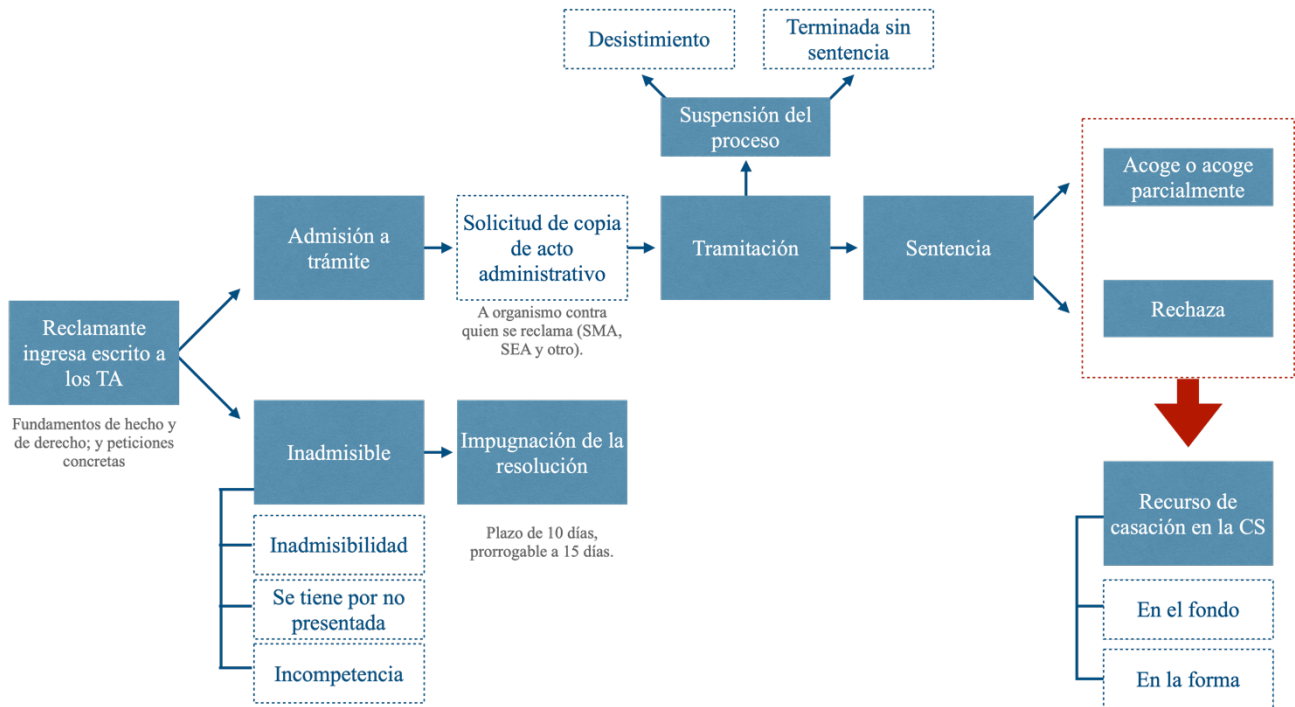 Desistimiento
Terminada sin
sentencia
Suspensión del
proceso
Acoge o acoge
parcialmente
Admisión a
trámite
Solicitud de copia
de acto
administrativo
Tramitación
Sentencia
A organismo contra
quien se reclama (SMA,
SEA y otro).
Rechaza
Reclamante
ingresa escrito a
los TA
Fundamentos de hecho y
de derecho; y peticiones
concretas
Inadmisible
Impugnación de la
resolución
Plazo de 10 días,
prorrogable a 15 días.
Inadmisibilidad
Se tiene por no
presentada
Incompetencia
Recurso de
casación en la CS
En el fondo
En la forma